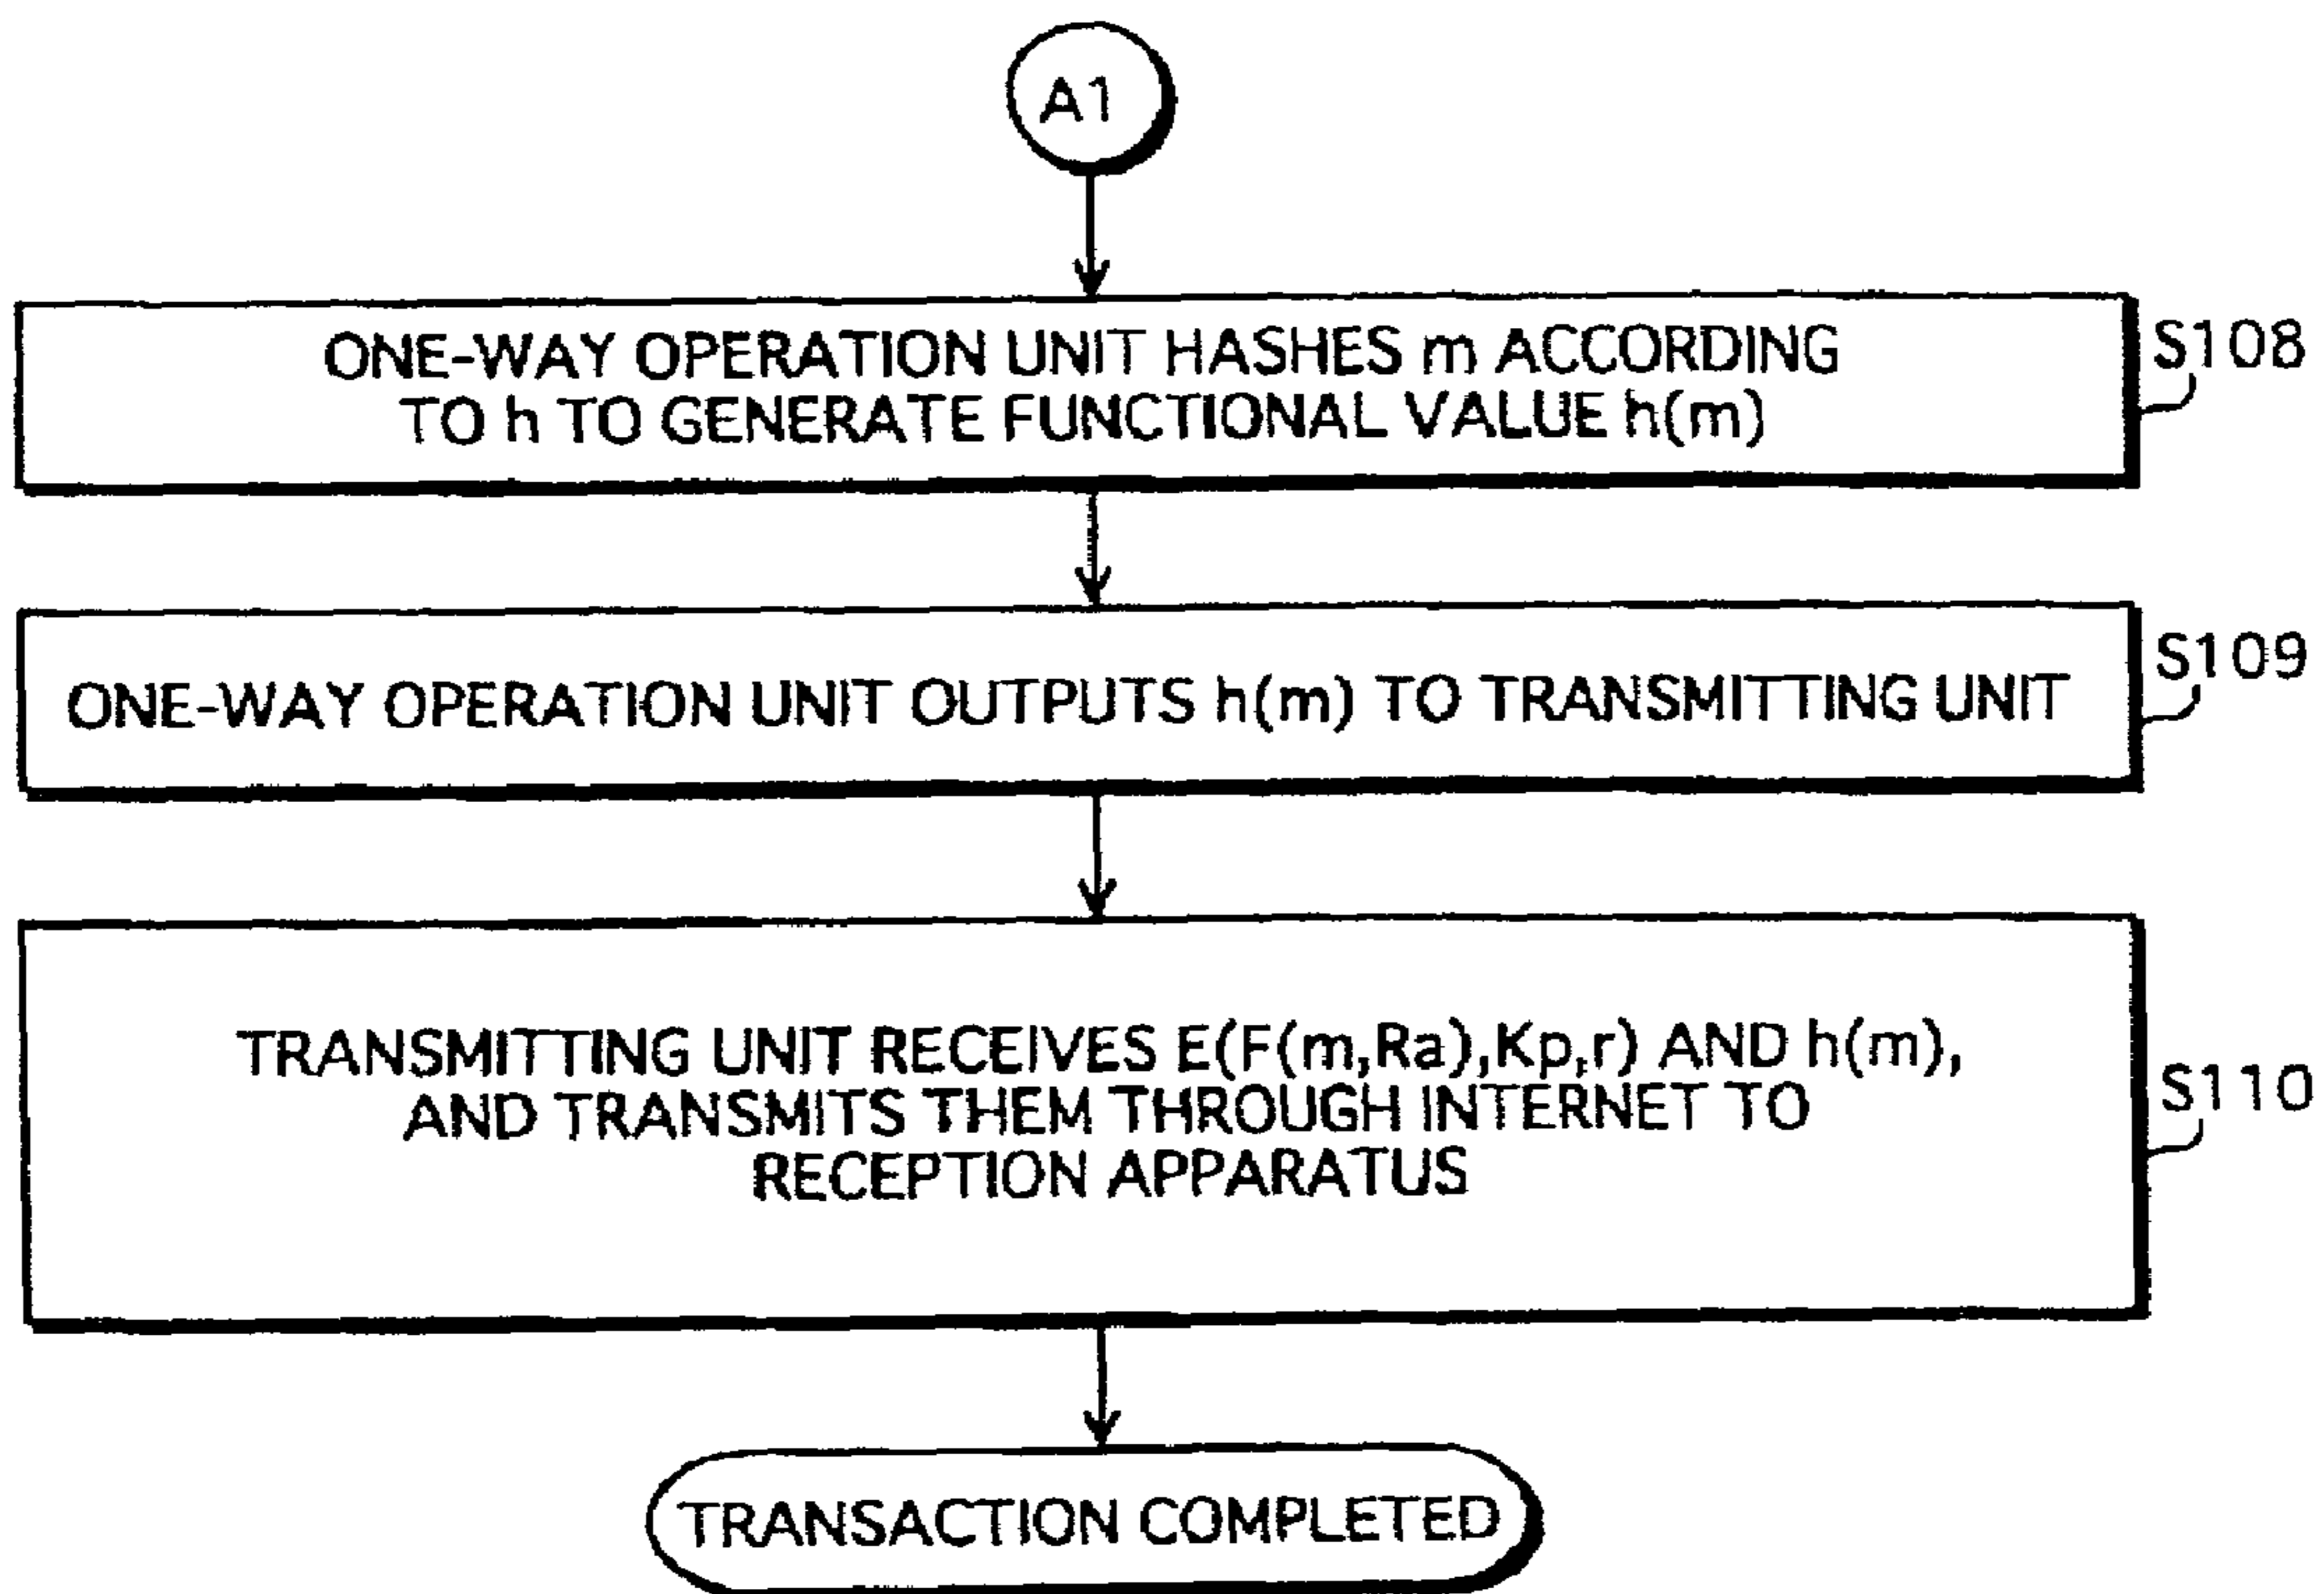 A1
ONE-WAY OPERATION UNIT HASHES m ACCORDING
TO h TO GENERATE FUNCTIONAL VALUE h(m)
S108
ONE-WAY OPERATION UNIT OUTPUTS h(m) TO TRANSMITTING UNIT
S109
TRANSMITTING UNIT RECEIVES E(F(m,Ra),Kp,r) AND h(m),
AND TRANSMITS THEM THROUGH INTERNET TO
RECEPTION APPARATUS
S110
TRANSACTION COMPLETED